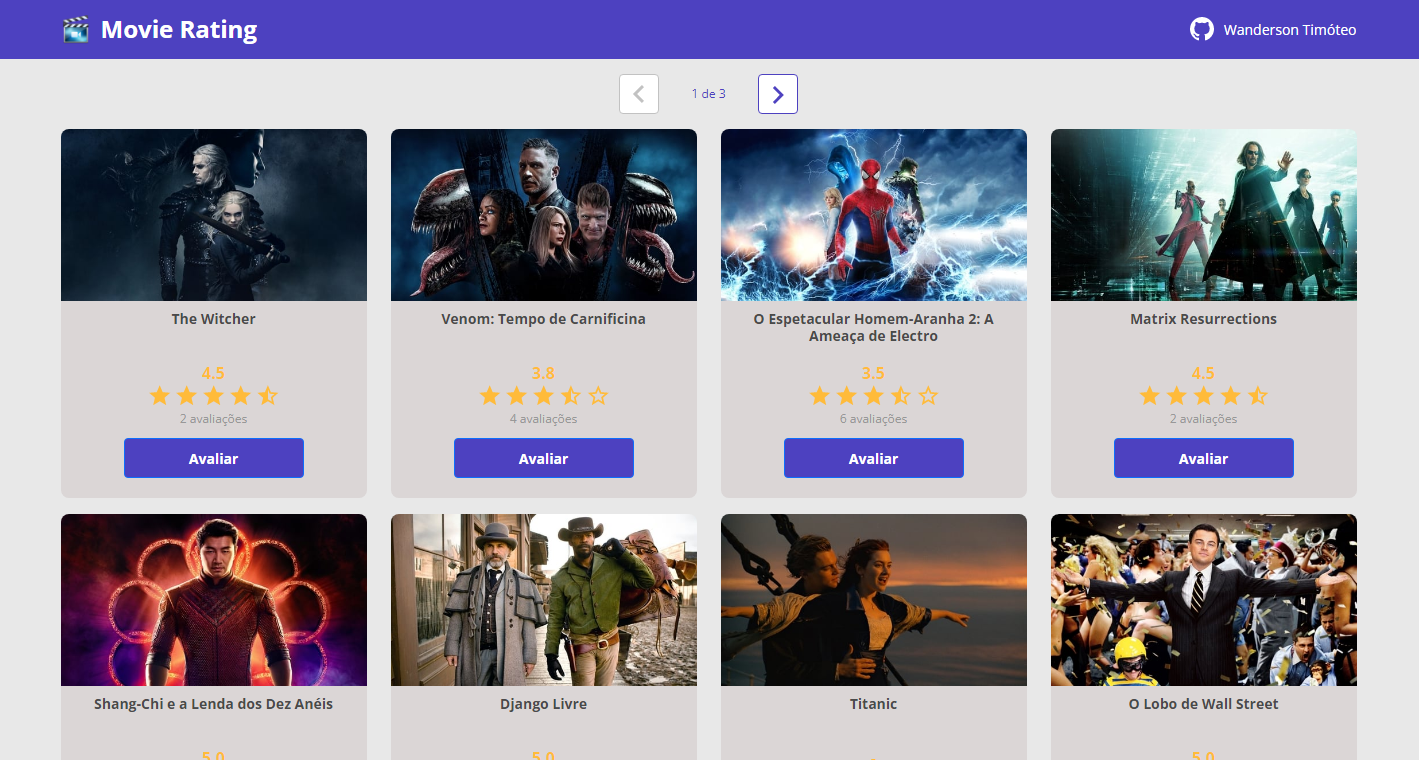 Movie Rating
Wanderson Timóteo
1 de 3
The Witcher
4.5
2 avaliações
Avaliar
Venom: Tempo de Carnificina
3.8
4 avaliações
Avaliar
O Espetacular Homem-Aranha 2: A
Ameaça de Electro
3.5
6 avaliações
Avaliar
Matrix Resurrections
4.5
2 avaliações
Avaliar
Shang-Chi e a Lenda dos Dez Anéis
5.0
Django Livre
5.0
Titanic
O Lobo de Wall Street
5.0